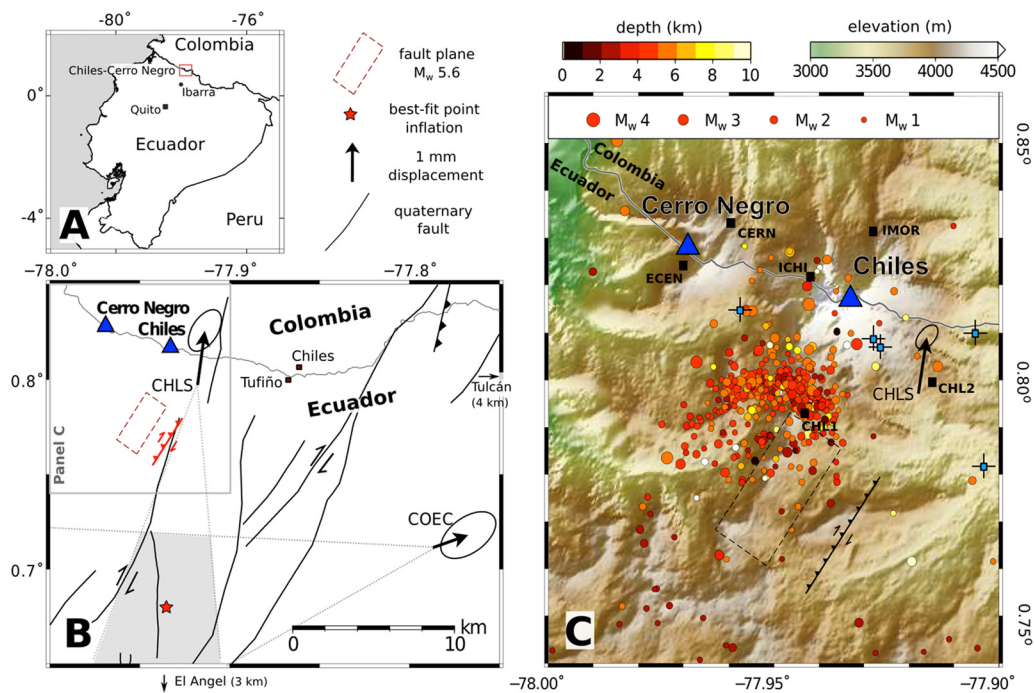 -80° -76°
Colombia
Chiles-Cerro Negro
Ibarra
0°
Quito
Ecuador
-4°
A
Peru
fault plane
Mw 5.6
best-fit point
inflation
1 mm
displacement
quaternary
fault
−78.0° −77.9° −77.8°
Cerro Negro
Chiles
Colombia
Chiles
CHLS
Tufiño
0.8°
Ecuador
Tulcán
(4 km)
Panel C
COEC
0.7°
B
km
0 10
El Angel (3 km)
depth (km)
0 2 4 6 8 10
elevation (m)
3000 3500 4000 4500
Mw 4 Mw 3 Mw 2 Mw 1
0.85°
Colombia
Ecuador
Cerro Negro
CERN
IMOR
ECEN
ICHI
Chiles
0.80°
CHLS
CHL2
CHL1
0.75°
C
−78.00° −77.95° −77.90°